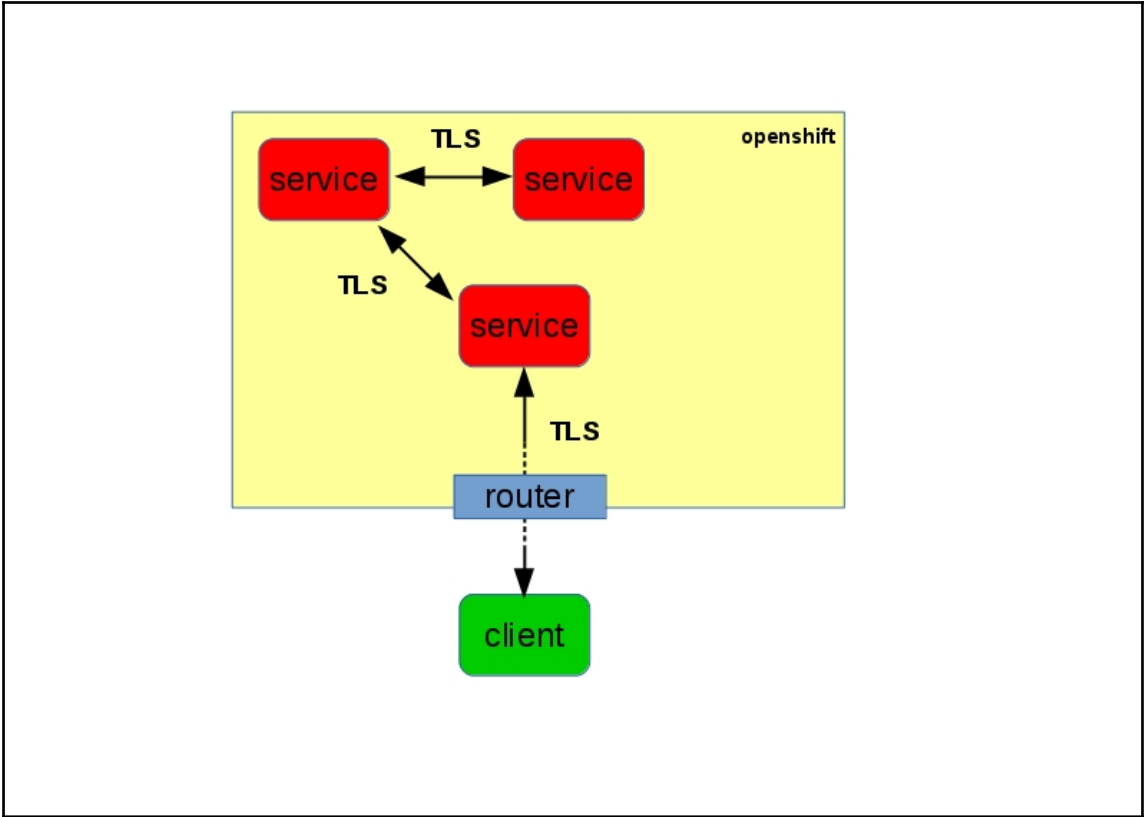 TLS
openshift
service
service
TLS
service
TLS
router
client